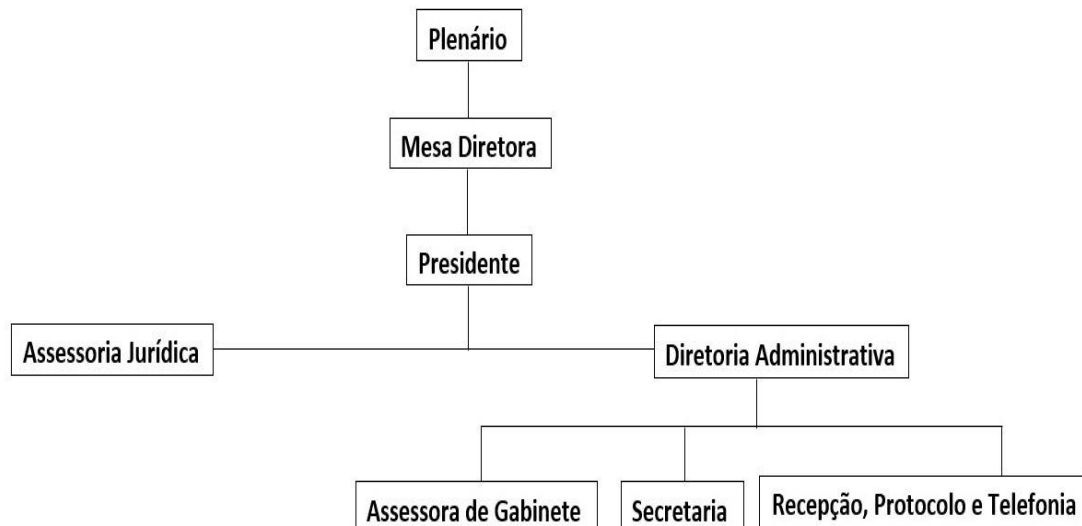 Plenário
Mesa Diretora
Presidente
Assessoria Jurídica
Diretoria Administrativa
Assessora de Gabinete
Secretaria
Recepção, Protocolo e Telefonia